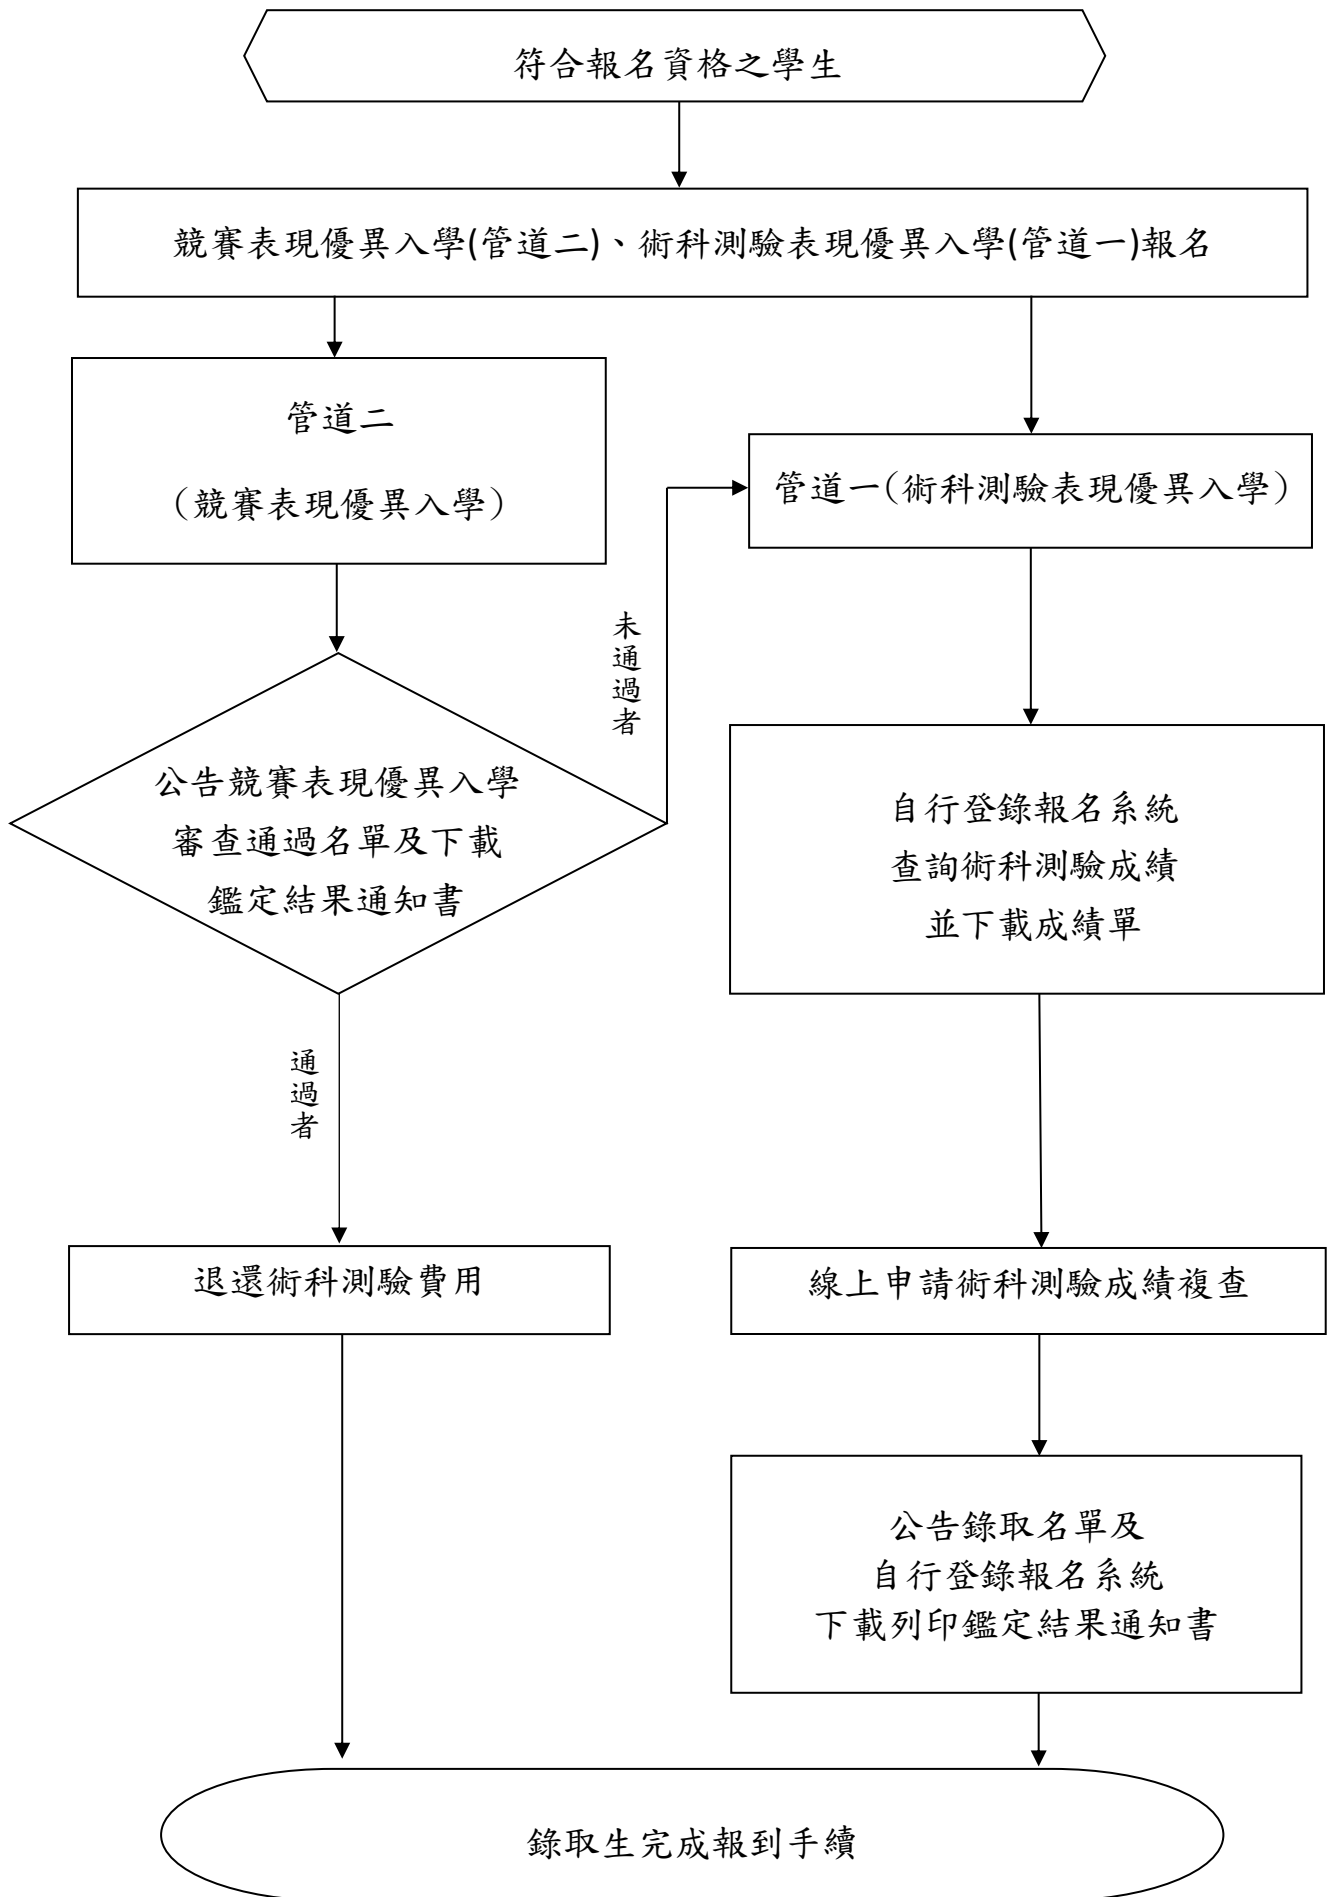 符合報名資格之學生
競賽表現優異入學(管道二)、術科測驗表現優異入學(管道一)報名
管道二
（競賽表現優異入學）
管道一(術科測驗表現優異入學)
未通過者
公告競賽表現優異入學
審查通過名單及下載
鑑定結果通知書
自行登錄報名系統
查詢術科測驗成績
並下載成績單
通過者
退還術科測驗費用
線上申請術科測驗成績複查
公告錄取名單及
自行登錄報名系統
下載列印鑑定結果通知書
錄取生完成報到手續